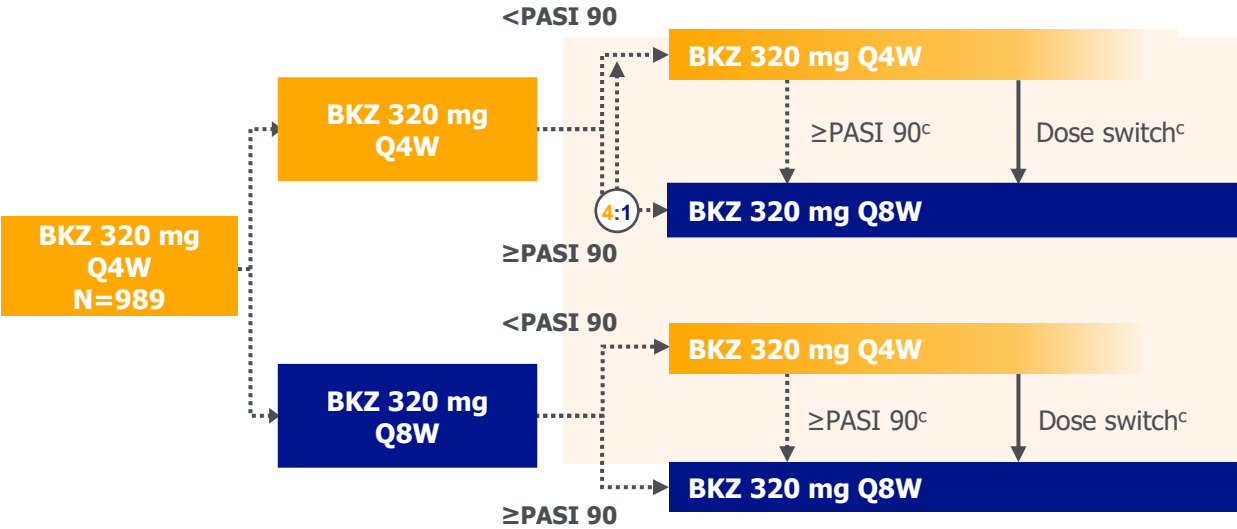 <PASI 90
BKZ 320 mg Q4W
BKZ 320 mg
Q4W
≥PASI 90ᶜ
Dose switchᶜ
4:1
BKZ 320 mg Q8W
BKZ 320 mg
Q4W
N=989
≥PASI 90
<PASI 90
BKZ 320 mg Q4W
BKZ 320 mg
Q8W
≥PASI 90ᶜ
Dose switchᶜ
BKZ 320 mg Q8W
≥PASI 90